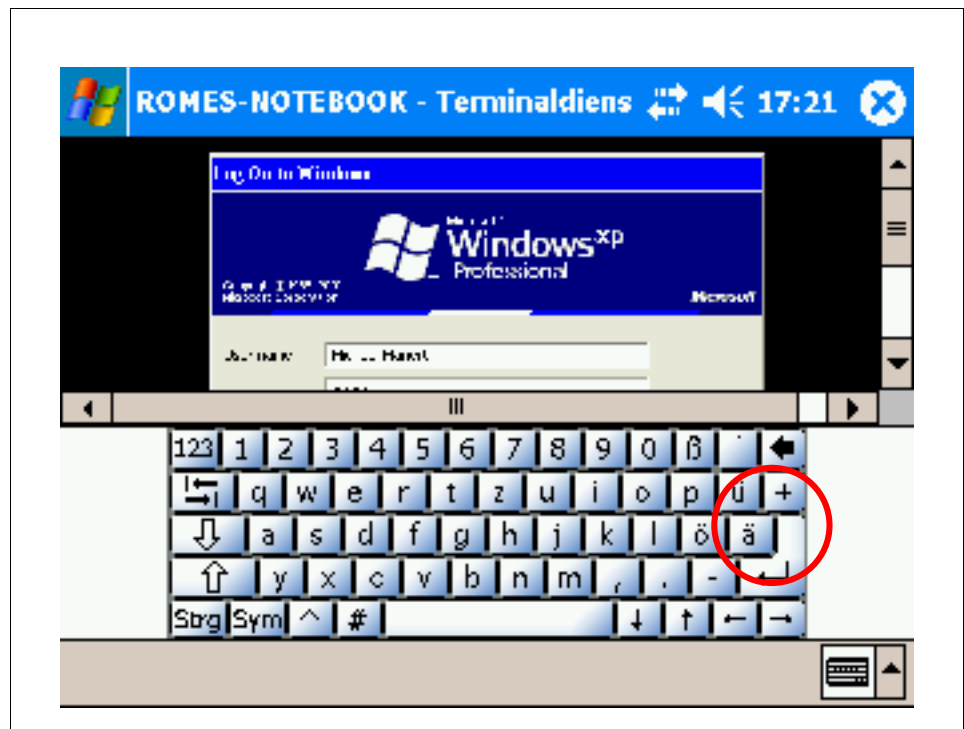 ROMES-NOTEBOOK - Terminaldiens 17:21
Log On to Windows
Microsoft
Windows xp
Professional
Microsoft
123 1 2 3 4 5 6 7 8 9 0 ß ´
q w e r t z u i o p ü +
a s d f g h j k l ö ä
y x c v b n m , . -
Strg Sym ^ #